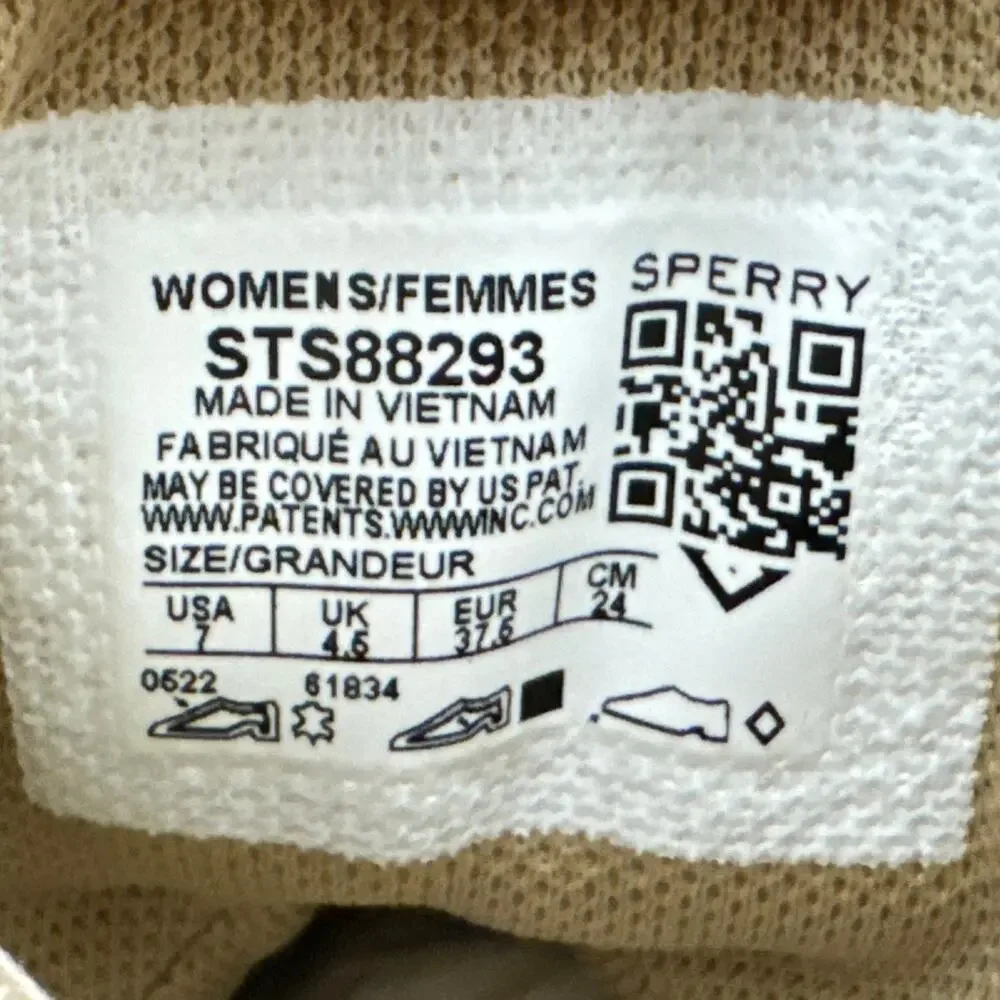 WOMENS/FEMMES
SPERRY
STS88293
MADE IN VIETNAM
FABRIQUÉ AU VIETNAM
MAY BE COVERED BY US PAT.
WWW.PATENTS.WWWINC.COM
SIZE/GRANDEUR
USA UK EUR CM
7 4.5 37.5 24
0522 61834